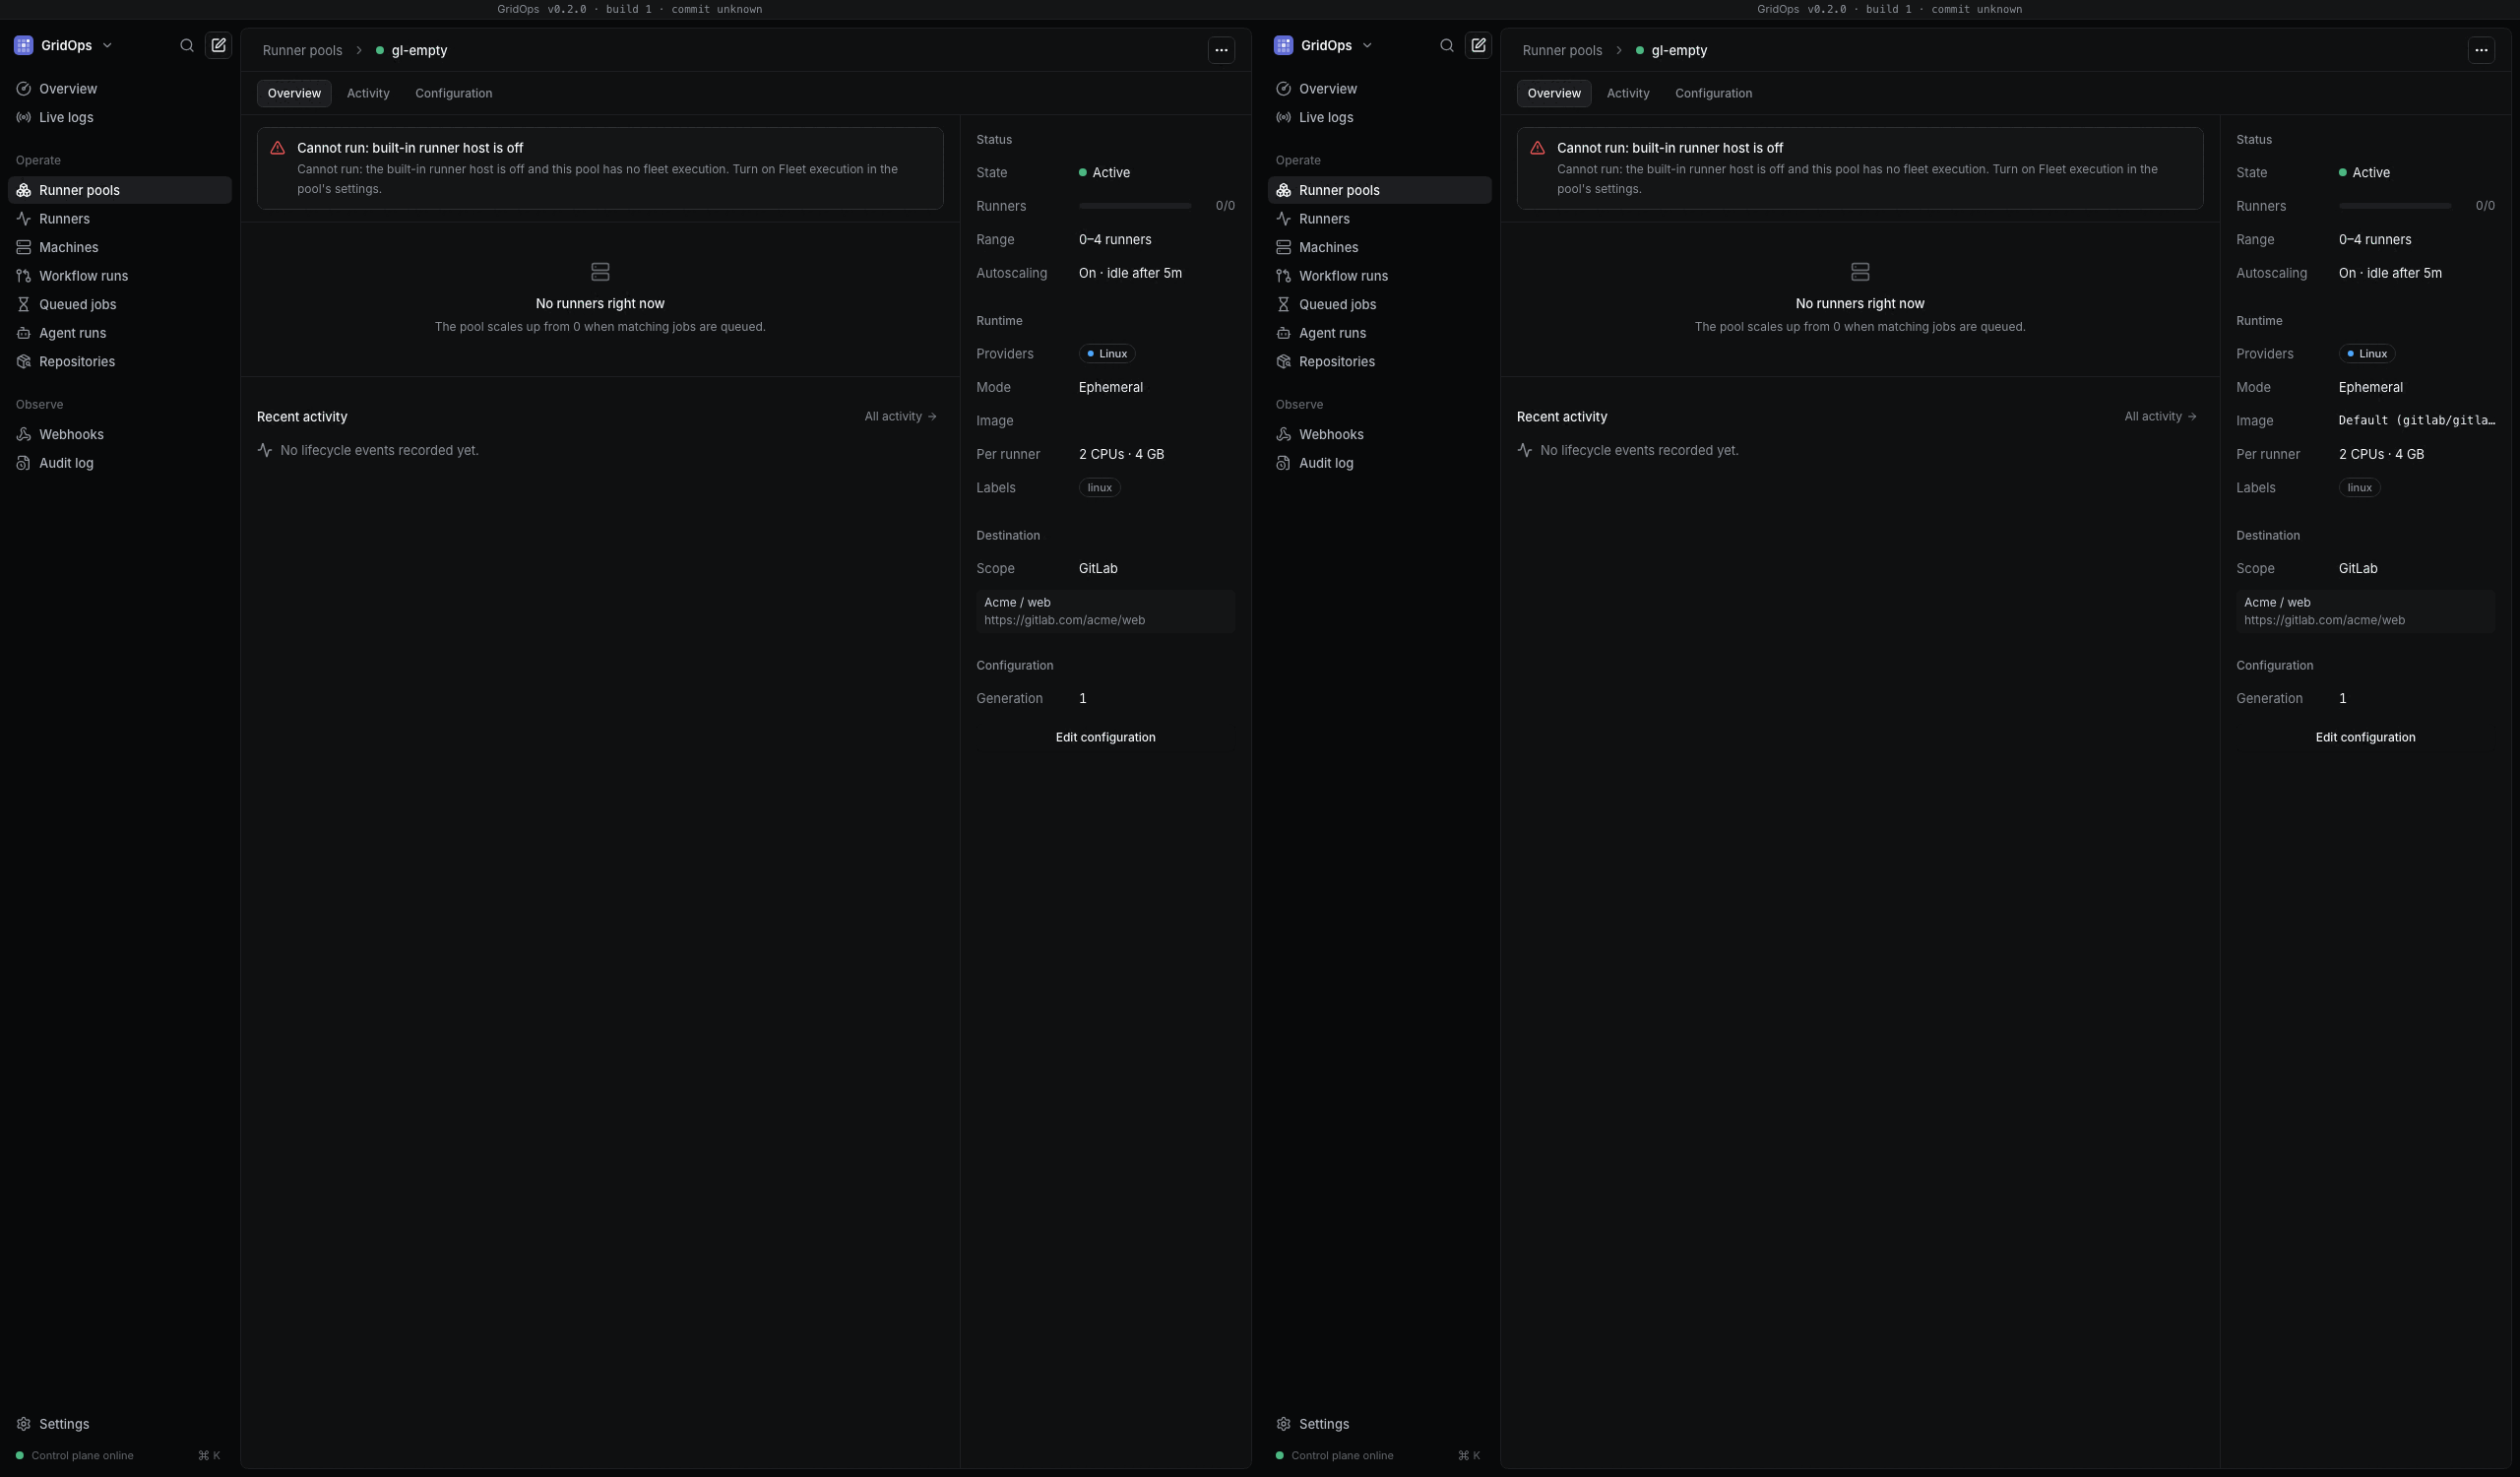 GridOps v0.2.0 · build 1 · commit unknown
GridOps
Overview
Live logs
Operate
Runner pools
Runners
Machines
Workflow runs
Queued jobs
Agent runs
Repositories
Observe
Webhooks
Audit log
Settings
Control plane online ⌘ K
Runner pools > gl-empty
Overview Activity Configuration
Cannot run: built-in runner host is off
Cannot run: the built-in runner host is off and this pool has no fleet execution. Turn on Fleet execution in the
pool's settings.
No runners right now
The pool scales up from 0 when matching jobs are queued.
Recent activity All activity →
No lifecycle events recorded yet.
Status
State Active
Runners 0/0
Range 0–4 runners
Autoscaling On · idle after 5m
Runtime
Providers Linux
Mode Ephemeral
Image
Per runner 2 CPUs · 4 GB
Labels linux
Destination
Scope GitLab
Acme / web
https://gitlab.com/acme/web
Configuration
Generation 1
Edit configuration
GridOps v0.2.0 · build 1 · commit unknown
GridOps
Overview
Live logs
Operate
Runner pools
Runners
Machines
Workflow runs
Queued jobs
Agent runs
Repositories
Observe
Webhooks
Audit log
Settings
Control plane online ⌘ K
Runner pools > gl-empty
Overview Activity Configuration
Cannot run: built-in runner host is off
Cannot run: the built-in runner host is off and this pool has no fleet execution. Turn on Fleet execution in the
pool's settings.
No runners right now
The pool scales up from 0 when matching jobs are queued.
Recent activity All activity →
No lifecycle events recorded yet.
Status
State Active
Runners 0/0
Range 0–4 runners
Autoscaling On · idle after 5m
Runtime
Providers Linux
Mode Ephemeral
Image Default (gitlab/gitla…
Per runner 2 CPUs · 4 GB
Labels linux
Destination
Scope GitLab
Acme / web
https://gitlab.com/acme/web
Configuration
Generation 1
Edit configuration